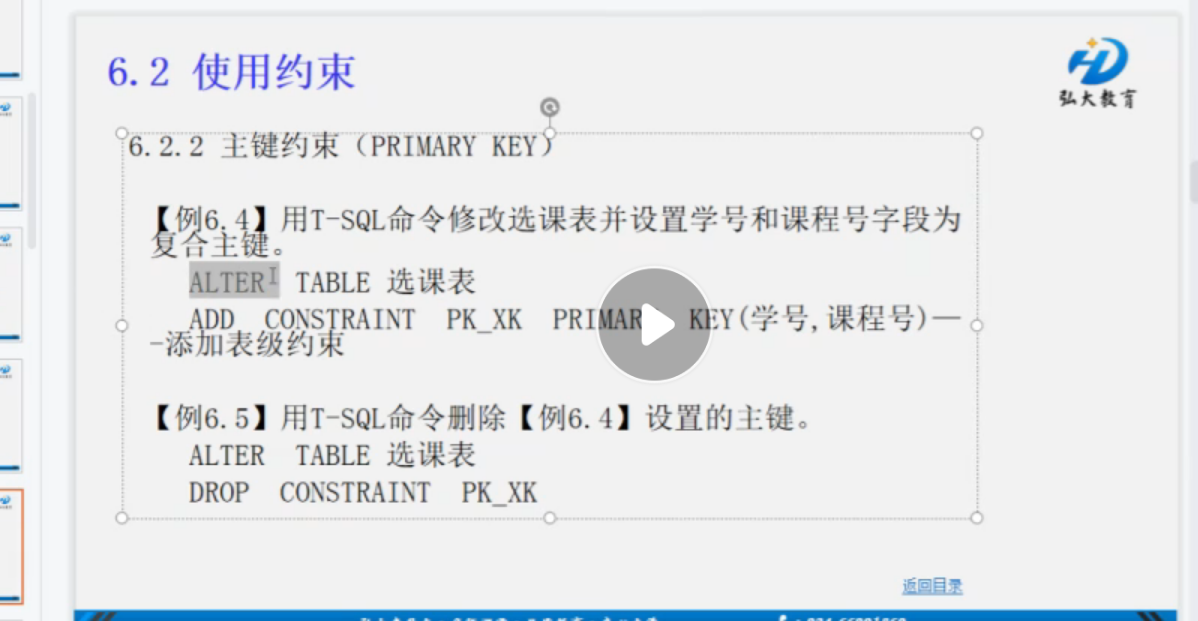 6.2 使用约束
弘大教育
6.2.2 主键约束（PRIMARY KEY）
【例6.4】用T-SQL命令修改选课表并设置学号和课程号字段为
复合主键。
ALTER TABLE 选课表
ADD CONSTRAINT PK_XK PRIMARY KEY(学号,课程号)—
-添加表级约束
【例6.5】用T-SQL命令删除【例6.4】设置的主键。
ALTER TABLE 选课表
DROP CONSTRAINT PK_XK
返回目录